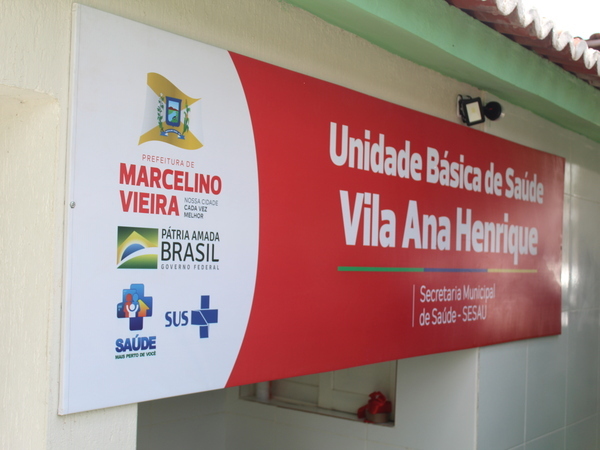 PREFEITURA DE
MARCELINO
VIEIRA
NOSSA CIDADE
CADA VEZ
MELHOR
PÁTRIA AMADA
BRASIL
GOVERNO FEDERAL
SAÚDE
MAIS PERTO DE VOCÊ
SUS
Unidade Básica de Saúde
Vila Ana Henrique
Secretaria Municipal
de Saúde - SESAU